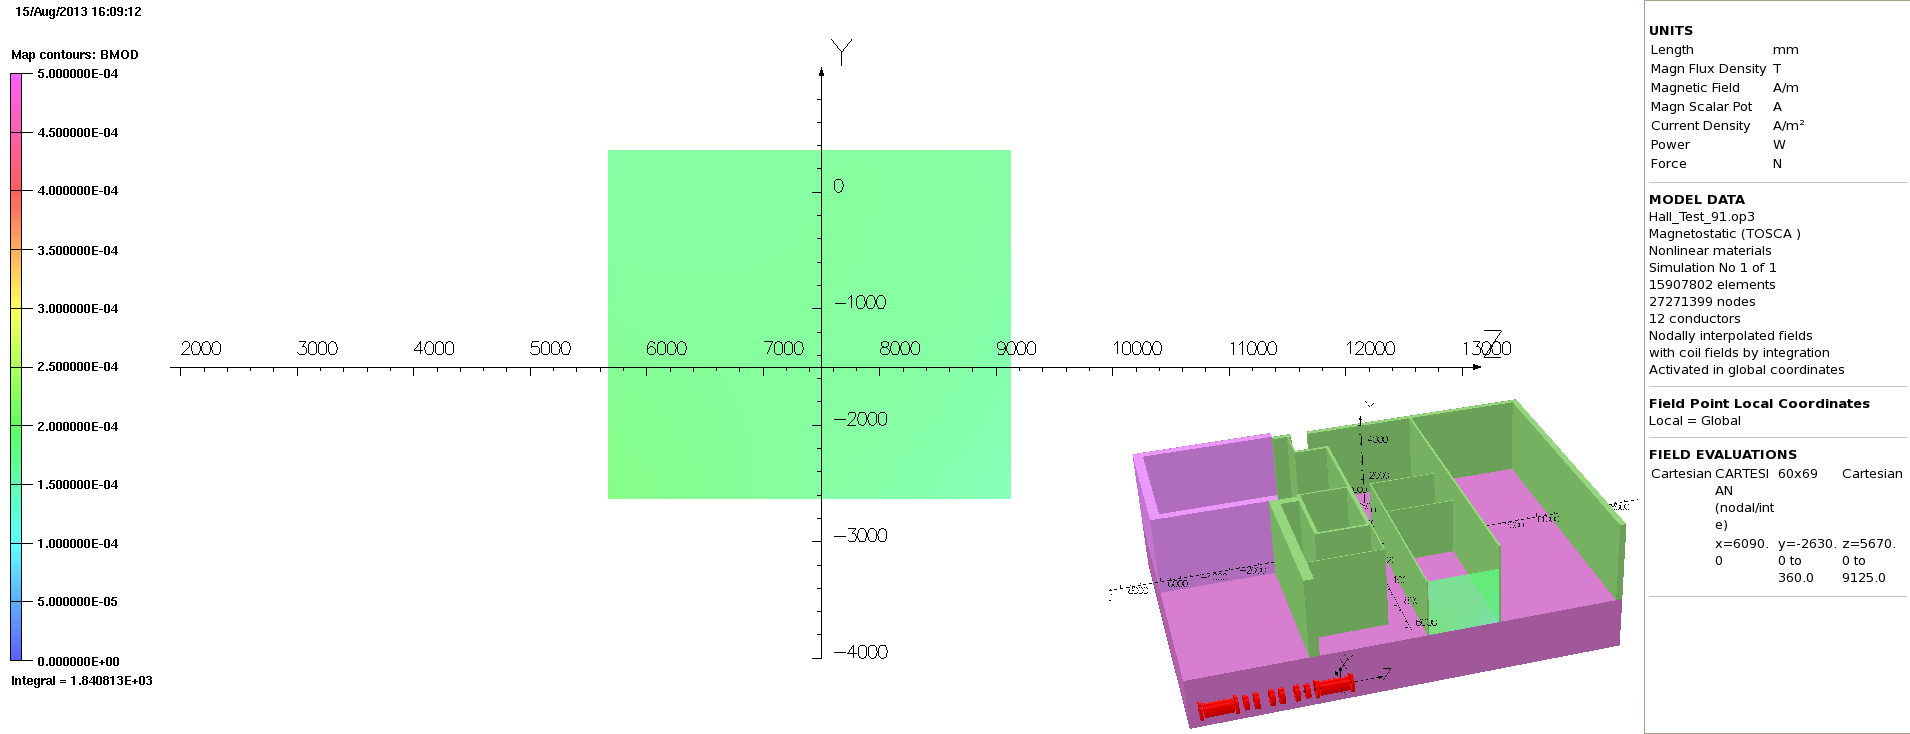 15/Aug/2013 16:09:12
Map contours: BMOD
5.000000E-04
4.500000E-04
4.000000E-04
3.500000E-04
3.000000E-04
2.500000E-04
2.000000E-04
1.500000E-04
1.000000E-04
5.000000E-05
0.000000E+00
Integral = 1.840813E+03
Y
0
-1000
-2000
-3000
-4000
2000 3000 4000 5000 6000 7000 8000 9000 10000 11000 12000 13000
Z
Y
4000
2000
6000
X
Z
UNITS
Length mm
Magn Flux Density T
Magnetic Field A/m
Magn Scalar Pot A
Current Density A/m²
Power W
Force N
MODEL DATA
Hall_Test_91.op3
Magnetostatic (TOSCA )
Nonlinear materials
Simulation No 1 of 1
15907802 elements
27271399 nodes
12 conductors
Nodally interpolated fields
with coil fields by integration
Activated in global coordinates
Field Point Local Coordinates
Local = Global
FIELD EVALUATIONS
Cartesian CARTESI 60x69 Cartesian
AN
(nodal/int
e)
x=6090. y=-2630. z=5670.
0 0 to 0 to
360.0 9125.0